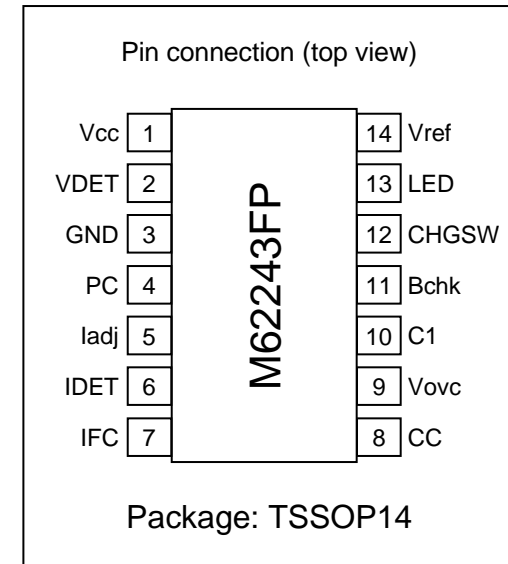 Pin connection (top view)
Vcc 1 14 Vref
VDET 2 13 LED
GND 3 12 CHGSW
PC 4 11 Bchk
Iadj 5 10 C1
IDET 6 9 Vovc
IFC 7 8 CC
M62243FP
Package: TSSOP14